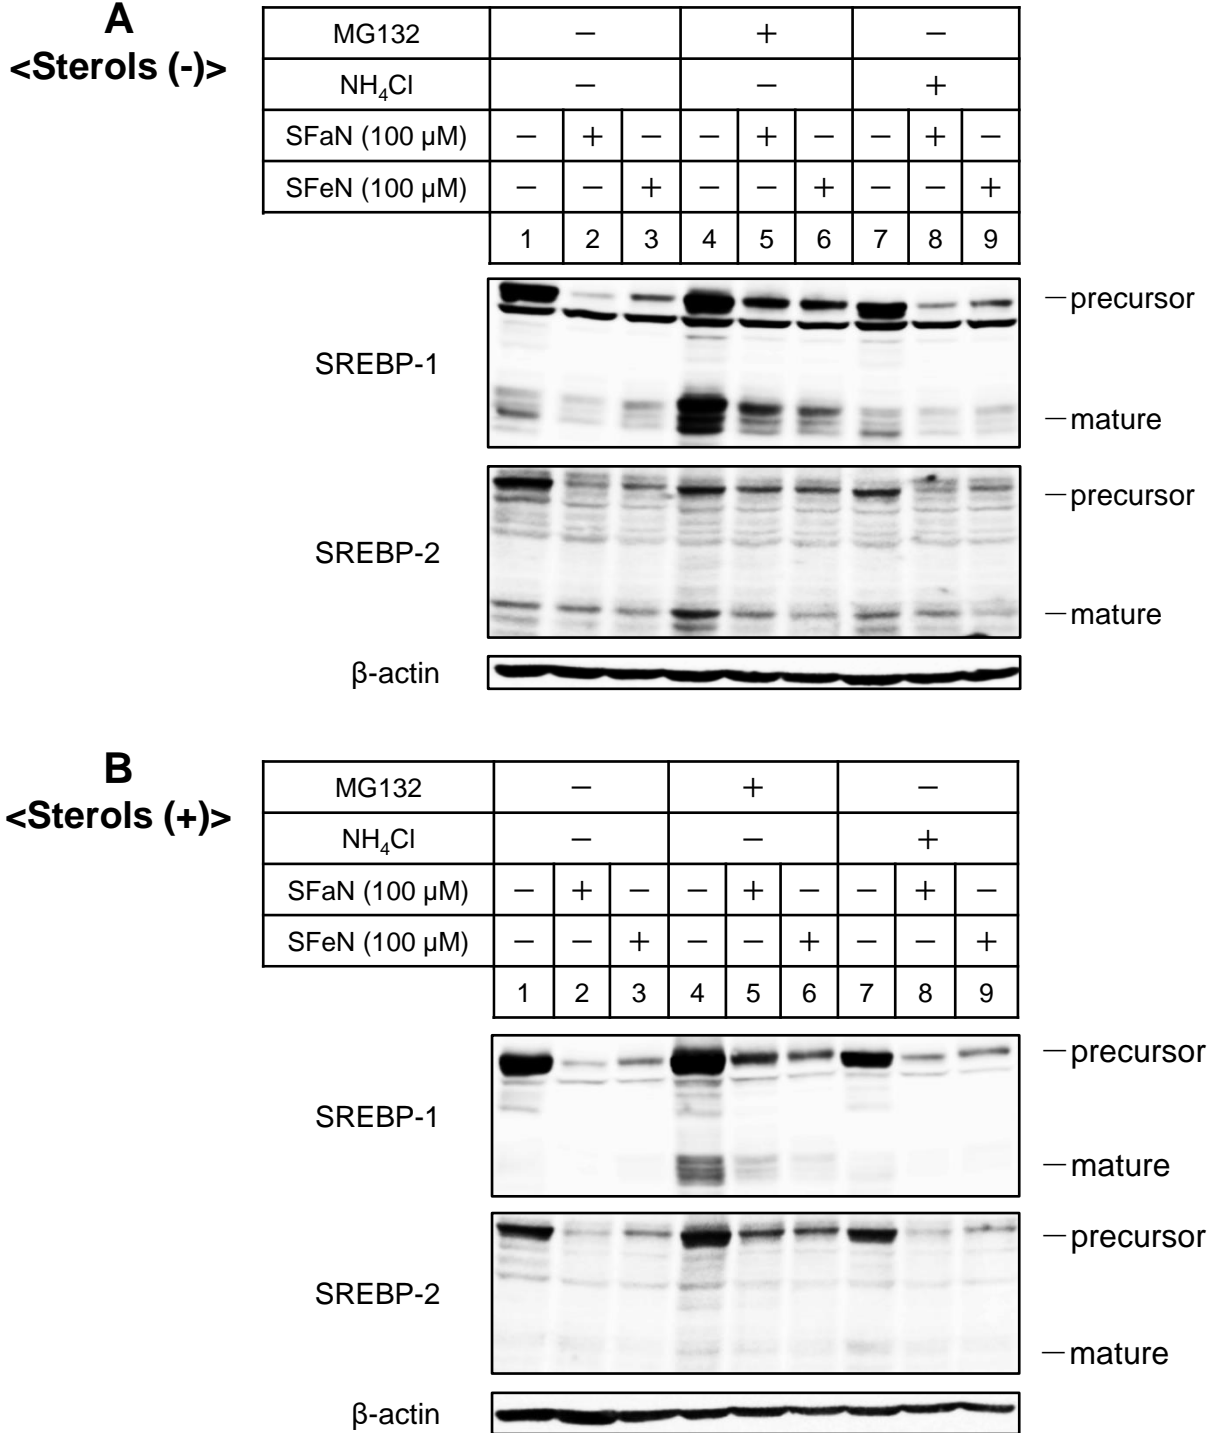 A
<Sterols (-)>
MG132 − + −
NH₄Cl − − +
SFaN (100 µM) − + − − + − − + −
SFeN (100 µM) − − + − − + − − +
1 2 3 4 5 6 7 8 9
SREBP-1
precursor
mature
SREBP-2
precursor
mature
β-actin
B
<Sterols (+)>
MG132 − + −
NH₄Cl − − +
SFaN (100 µM) − + − − + − − + −
SFeN (100 µM) − − + − − + − − +
1 2 3 4 5 6 7 8 9
SREBP-1
precursor
mature
SREBP-2
precursor
mature
β-actin